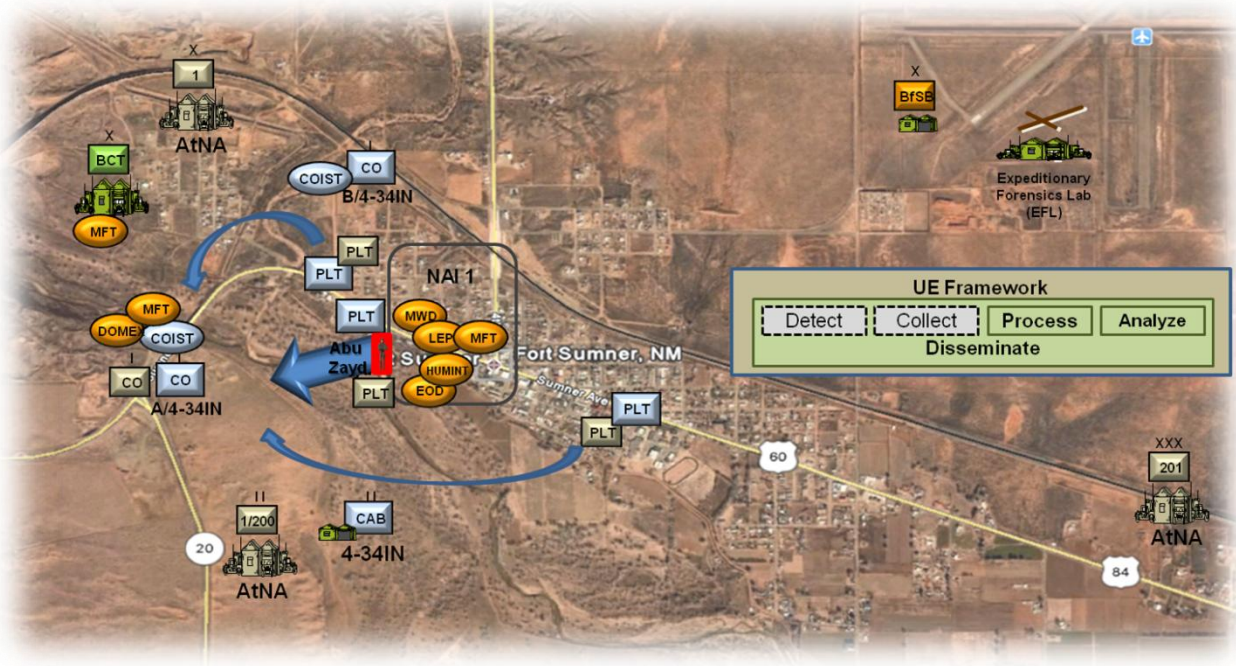 X
1
AtNA
X
BfSB
Expeditionary
Forensics Lab
(EFL)
X
BCT
MFT
CO
COIST
B/4-34IN
PLT
PLT
NAI 1
PLT
MWD
LEP
MFT
HUMINT
EOD
Abu
Zayd
PLT
Fort Sumner, NM
Sumner Ave
MFT
DOMEX
COIST
CO
CO
A/4-34IN
PLT
PLT
UE Framework
Detect
Collect
Process
Analyze
Disseminate
60
XXX
201
AtNA
II
1/200
AtNA
II
CAB
4-34IN
20
84